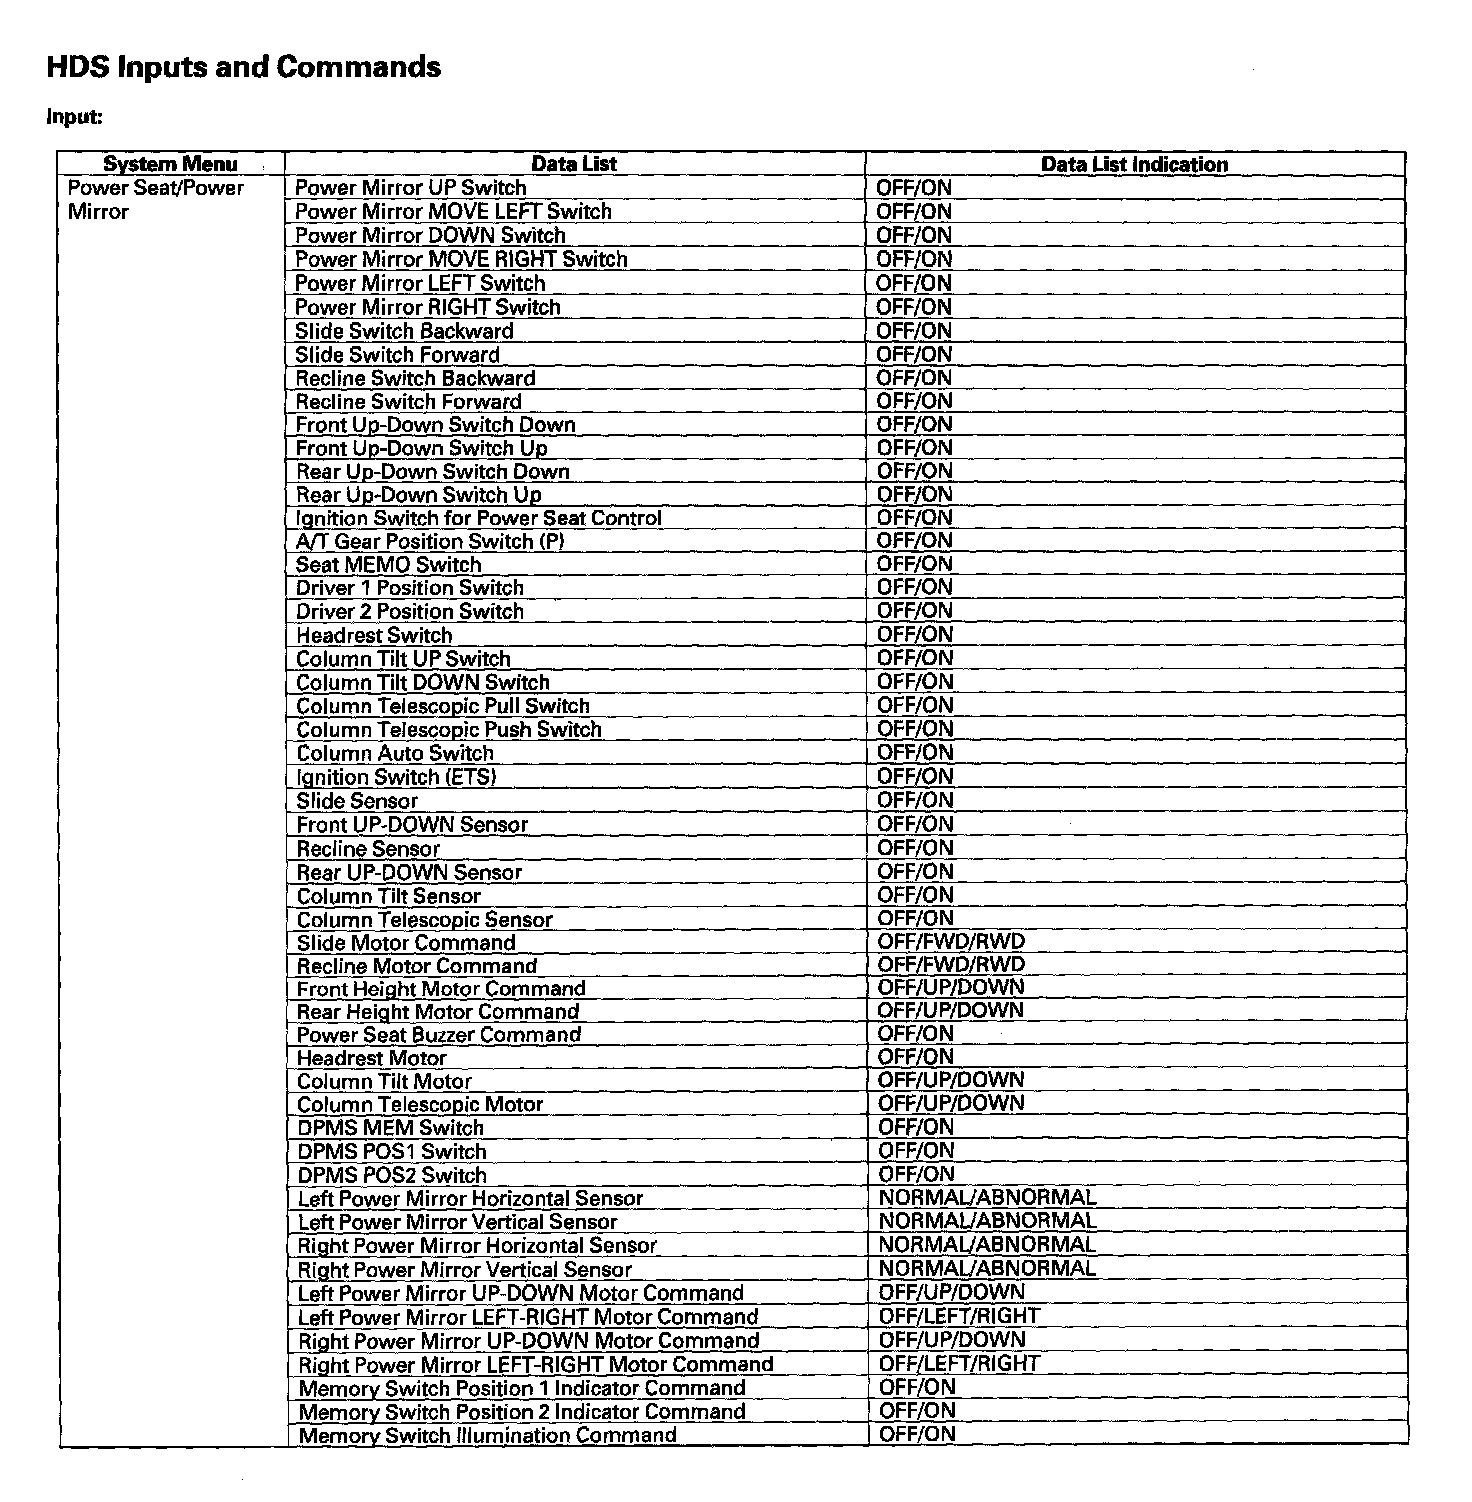 HDS Inputs and Commands
Input:
System Menu Data List Data List Indication
Power Seat/Power Power Mirror UP Switch OFF/ON
Mirror Power Mirror MOVE LEFT Switch OFF/ON
Power Mirror DOWN Switch OFF/ON
Power Mirror MOVE RIGHT Switch OFF/ON
Power Mirror LEFT Switch OFF/ON
Power Mirror RIGHT Switch OFF/ON
Slide Switch Backward OFF/ON
Slide Switch Forward OFF/ON
Recline Switch Backward OFF/ON
Recline Switch Forward OFF/ON
Front Up-Down Switch Down OFF/ON
Front Up-Down Switch Up OFF/ON
Rear Up-Down Switch Down OFF/ON
Rear Up-Down Switch Up OFF/ON
Ignition Switch for Power Seat Control OFF/ON
A/T Gear Position Switch (P) OFF/ON
Seat MEMO Switch OFF/ON
Driver 1 Position Switch OFF/ON
Driver 2 Position Switch OFF/ON
Headrest Switch OFF/ON
Column Tilt UP Switch OFF/ON
Column Tilt DOWN Switch OFF/ON
Column Telescopic Pull Switch OFF/ON
Column Telescopic Push Switch OFF/ON
Column Auto Switch OFF/ON
Ignition Switch (ETS) OFF/ON
Slide Sensor OFF/ON
Front UP-DOWN Sensor OFF/ON
Recline Sensor OFF/ON
Rear UP-DOWN Sensor OFF/ON
Column Tilt Sensor OFF/ON
Column Telescopic Sensor OFF/ON
Slide Motor Command OFF/FWD/RWD
Recline Motor Command OFF/FWD/RWD
Front Height Motor Command OFF/UP/DOWN
Rear Height Motor Command OFF/UP/DOWN
Power Seat Buzzer Command OFF/ON
Headrest Motor OFF/ON
Column Tilt Motor OFF/UP/DOWN
Column Telescopic Motor OFF/UP/DOWN
DPMS MEM Switch OFF/ON
DPMS POS1 Switch OFF/ON
DPMS POS2 Switch OFF/ON
Left Power Mirror Horizontal Sensor NORMAL/ABNORMAL
Left Power Mirror Vertical Sensor NORMAL/ABNORMAL
Right Power Mirror Horizontal Sensor NORMAL/ABNORMAL
Right Power Mirror Vertical Sensor NORMAL/ABNORMAL
Left Power Mirror UP-DOWN Motor Command OFF/UP/DOWN
Left Power Mirror LEFT-RIGHT Motor Command OFF/LEFT/RIGHT
Right Power Mirror UP-DOWN Motor Command OFF/UP/DOWN
Right Power Mirror LEFT-RIGHT Motor Command OFF/LEFT/RIGHT
Memory Switch Position 1 Indicator Command OFF/ON
Memory Switch Position 2 Indicator Command OFF/ON
Memory Switch Illumination Command OFF/ON